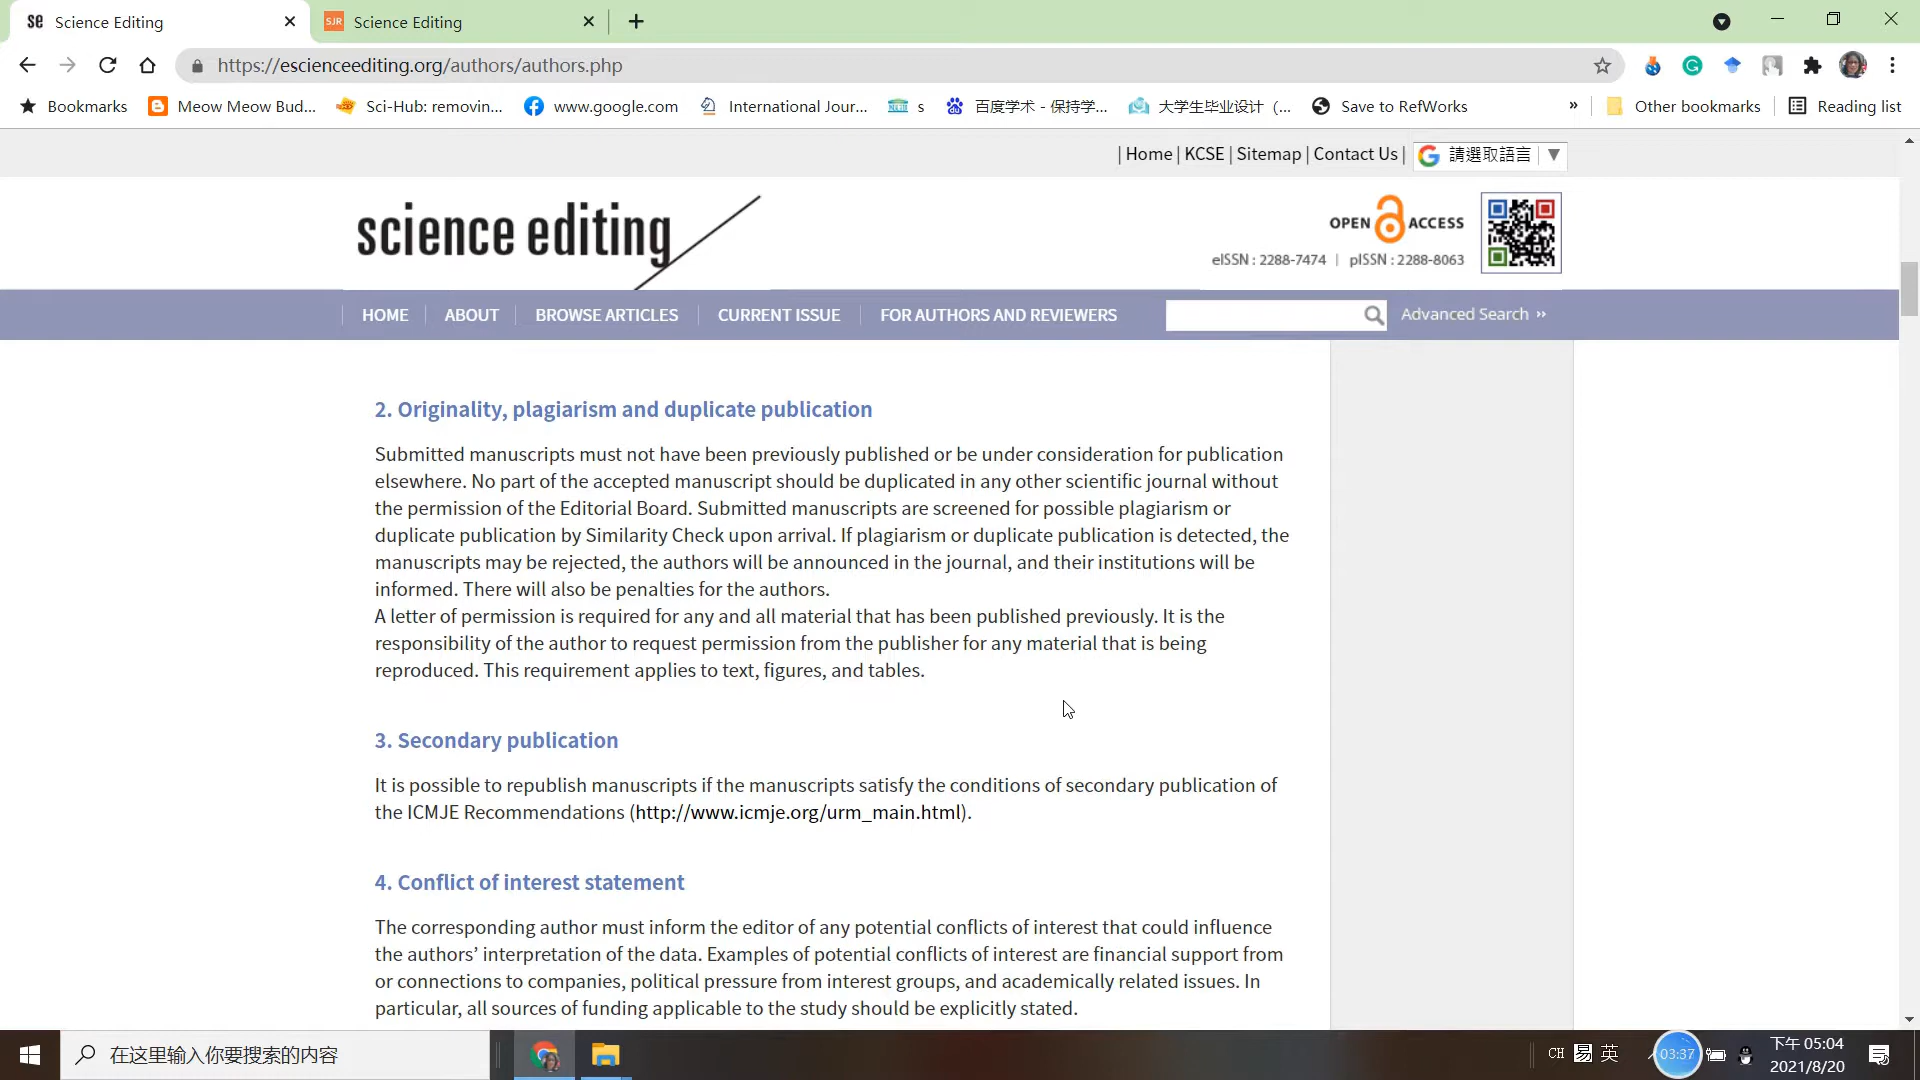 Science Editing
SJR Science Editing
https://escienceediting.org/authors/authors.php
Bookmarks
Meow Meow Bud...
Sci-Hub: removin...
www.google.com
International Jour...
s
百度学术 - 保持学...
大学生毕业设计 (...
Save to RefWorks
»
Other bookmarks
Reading list
| Home | KCSE | Sitemap | Contact Us |
請選取語言 ▼
science editing
OPEN ACCESS
eISSN : 2288-7474 | pISSN : 2288-8063
HOME
ABOUT
BROWSE ARTICLES
CURRENT ISSUE
FOR AUTHORS AND REVIEWERS
Advanced Search ››
2. Originality, plagiarism and duplicate publication
Submitted manuscripts must not have been previously published or be under consideration for publication
elsewhere. No part of the accepted manuscript should be duplicated in any other scientific journal without
the permission of the Editorial Board. Submitted manuscripts are screened for possible plagiarism or
duplicate publication by Similarity Check upon arrival. If plagiarism or duplicate publication is detected, the
manuscripts may be rejected, the authors will be announced in the journal, and their institutions will be
informed. There will also be penalties for the authors.
A letter of permission is required for any and all material that has been published previously. It is the
responsibility of the author to request permission from the publisher for any material that is being
reproduced. This requirement applies to text, figures, and tables.
3. Secondary publication
It is possible to republish manuscripts if the manuscripts satisfy the conditions of secondary publication of
the ICMJE Recommendations (http://www.icmje.org/urm_main.html).
4. Conflict of interest statement
The corresponding author must inform the editor of any potential conflicts of interest that could influence
the authors’ interpretation of the data. Examples of potential conflicts of interest are financial support from
or connections to companies, political pressure from interest groups, and academically related issues. In
particular, all sources of funding applicable to the study should be explicitly stated.
在这里输入你要搜索的内容
CH 易 英
03:37
下午 05:04
2021/8/20